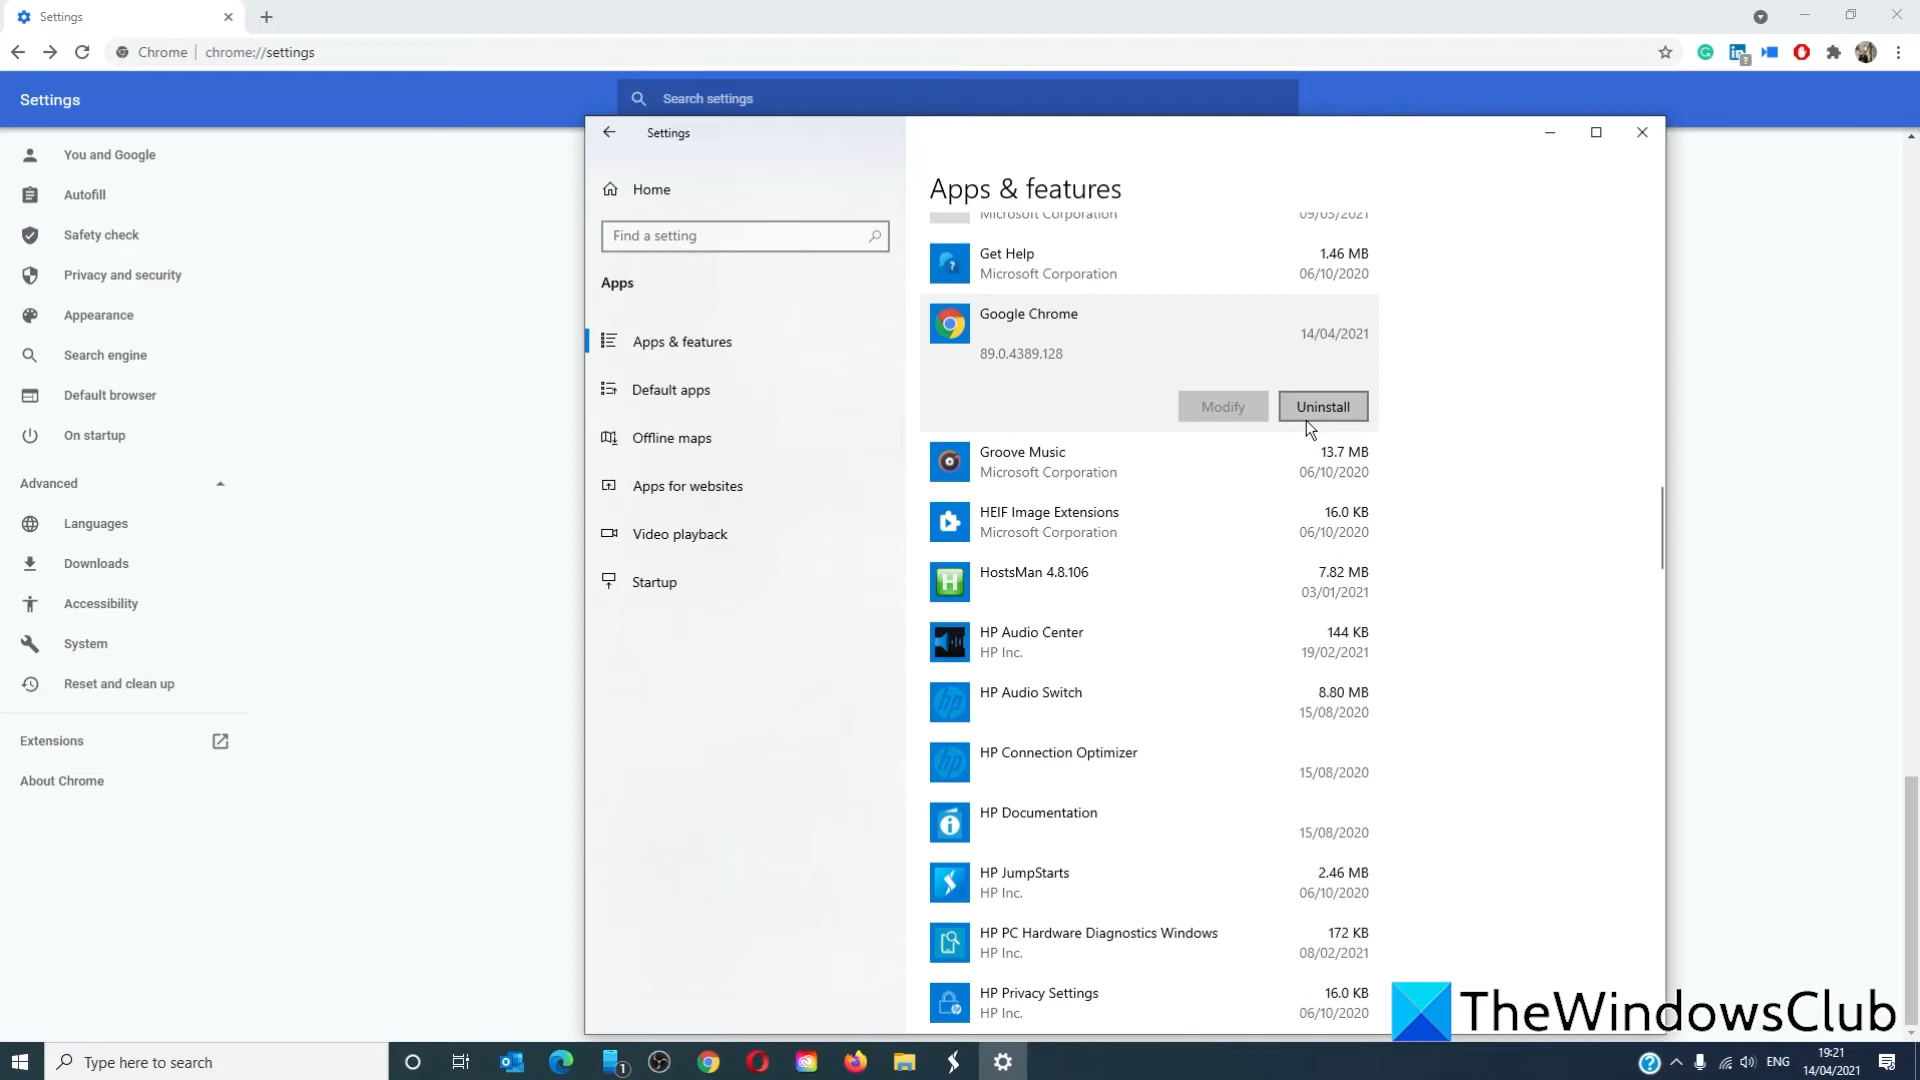 Settings
Chrome | chrome://settings
Settings
Search settings
You and Google
Autofill
Safety check
Privacy and security
Appearance
Search engine
Default browser
On startup
Advanced
Languages
Downloads
Accessibility
System
Reset and clean up
Extensions
About Chrome
Settings
Home
Find a setting
Apps
Apps & features
Default apps
Offline maps
Apps for websites
Video playback
Startup
Apps & features
Microsoft Corporation 09/03/2021
Get Help 1.46 MB
Microsoft Corporation 06/10/2020
Google Chrome
14/04/2021
89.0.4389.128
Modify Uninstall
Groove Music 13.7 MB
Microsoft Corporation 06/10/2020
HEIF Image Extensions 16.0 KB
Microsoft Corporation 06/10/2020
HostsMan 4.8.106 7.82 MB
03/01/2021
HP Audio Center 144 KB
HP Inc. 19/02/2021
HP Audio Switch 8.80 MB
15/08/2020
HP Connection Optimizer
15/08/2020
HP Documentation
15/08/2020
HP JumpStarts 2.46 MB
HP Inc. 06/10/2020
HP PC Hardware Diagnostics Windows 172 KB
HP Inc. 08/02/2021
HP Privacy Settings 16.0 KB
HP Inc. 06/10/2020
TheWindowsClub
Type here to search
1
ENG
19:21
14/04/2021